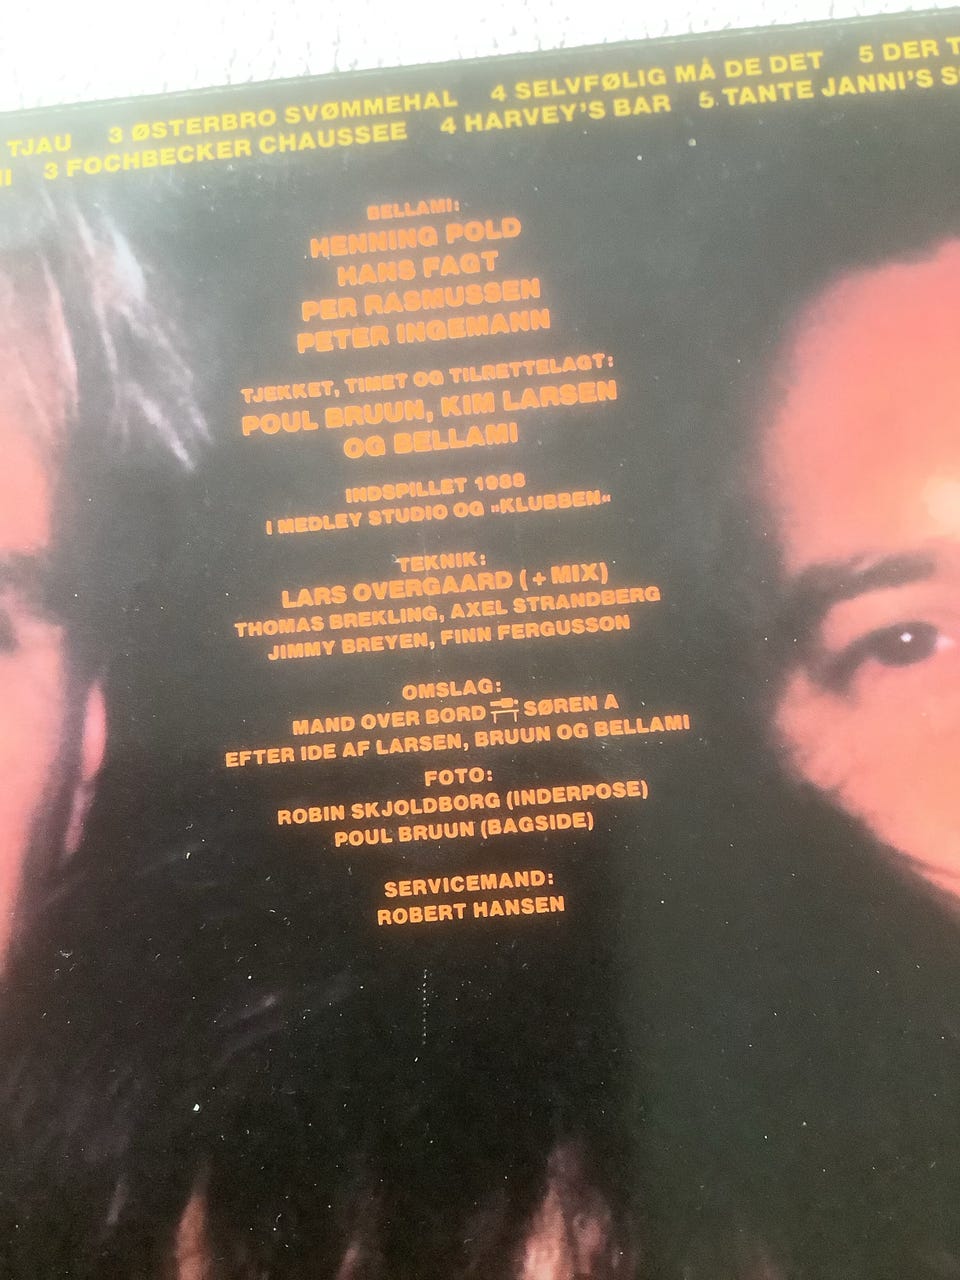 TJAU 3 ØSTERBRO SVØMMEHAL 4 SELVFØLIG MÅ DE DET 5 DER
3 FOCHBECKER CHAUSSEE 4 HARVEY'S BAR 5 TANTE JANNI'S
BELLAMI:
HENNING POLD
HANS FAGT
PER RASMUSSEN
PETER INGEMANN
TJEKKET, TIMET OG TILRETTELAGT:
POUL BRUUN, KIM LARSEN
OG BELLAMI
INDSPILLET 1988
I MEDLEY STUDIO OG »KLUBBEN«
TEKNIK:
LARS OVERGAARD (+ MIX)
THOMAS BREKLING, AXEL STRANDBERG
JIMMY BREYEN, FINN FERGUSSON
OMSLAG:
MAND OVER BORD SØREN A
EFTER IDE AF LARSEN, BRUUN OG BELLAMI
FOTO:
ROBIN SKJOLDBORG (INDERPOSE)
POUL BRUUN (BAGSIDE)
SERVICEMAND:
ROBERT HANSEN